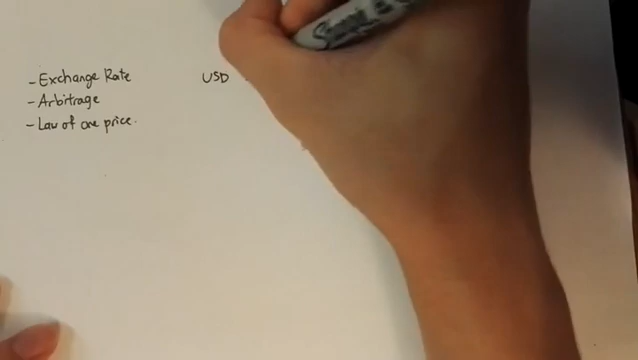 - Exchange Rate
USD
- Arbitrage
- Law of one price.